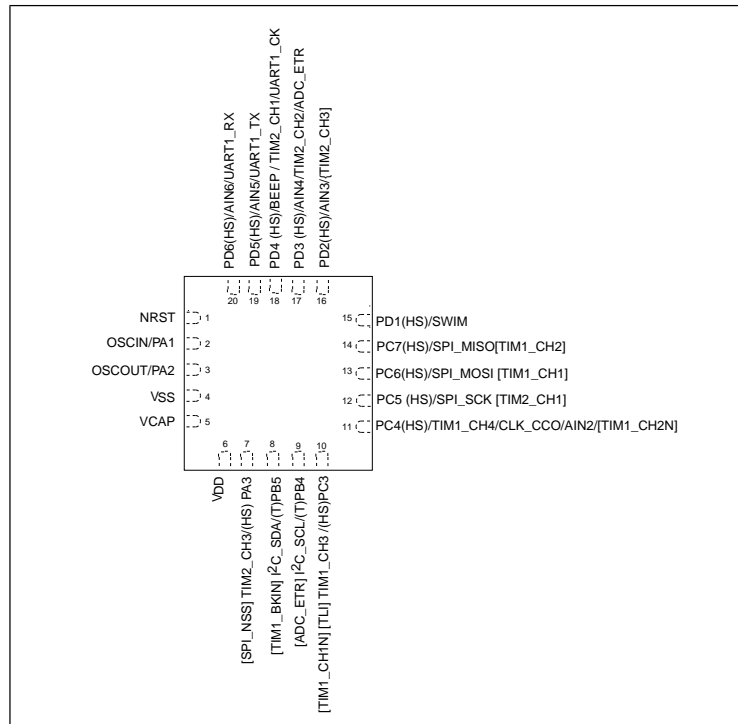 PD6(HS)/AIN6/UART1_RX
PD5(HS)/AIN5/UART1_TX
PD4 (HS)/BEEP / TIM2_CH1/UART1_CK
PD3 (HS)/AIN4/TIM2_CH2/ADC_ETR
PD2(HS)/AIN3/{TIM2_CH3]
20 19 18 17 16
NRST 1
OSCIN/PA1 2
OSCOUT/PA2 3
VSS 4
VCAP 5
15 PD1(HS)/SWIM
14 PC7(HS)/SPI_MISO[TIM1_CH2]
13 PC6(HS)/SPI_MOSI [TIM1_CH1]
12 PC5 (HS)/SPI_SCK [TIM2_CH1]
11 PC4(HS)/TIM1_CH4/CLK_CCO/AIN2/[TIM1_CH2N]
6 7 8 9 10
VDD
[SPI_NSS] TIM2_CH3/(HS) PA3
[TIM1_BKIN] I²C_SDA/(T)PB5
[ADC_ETR] I²C_SCL/(T)PB4
[TIM1_CH1N] [TLI] TIM1_CH3 /(HS)PC3